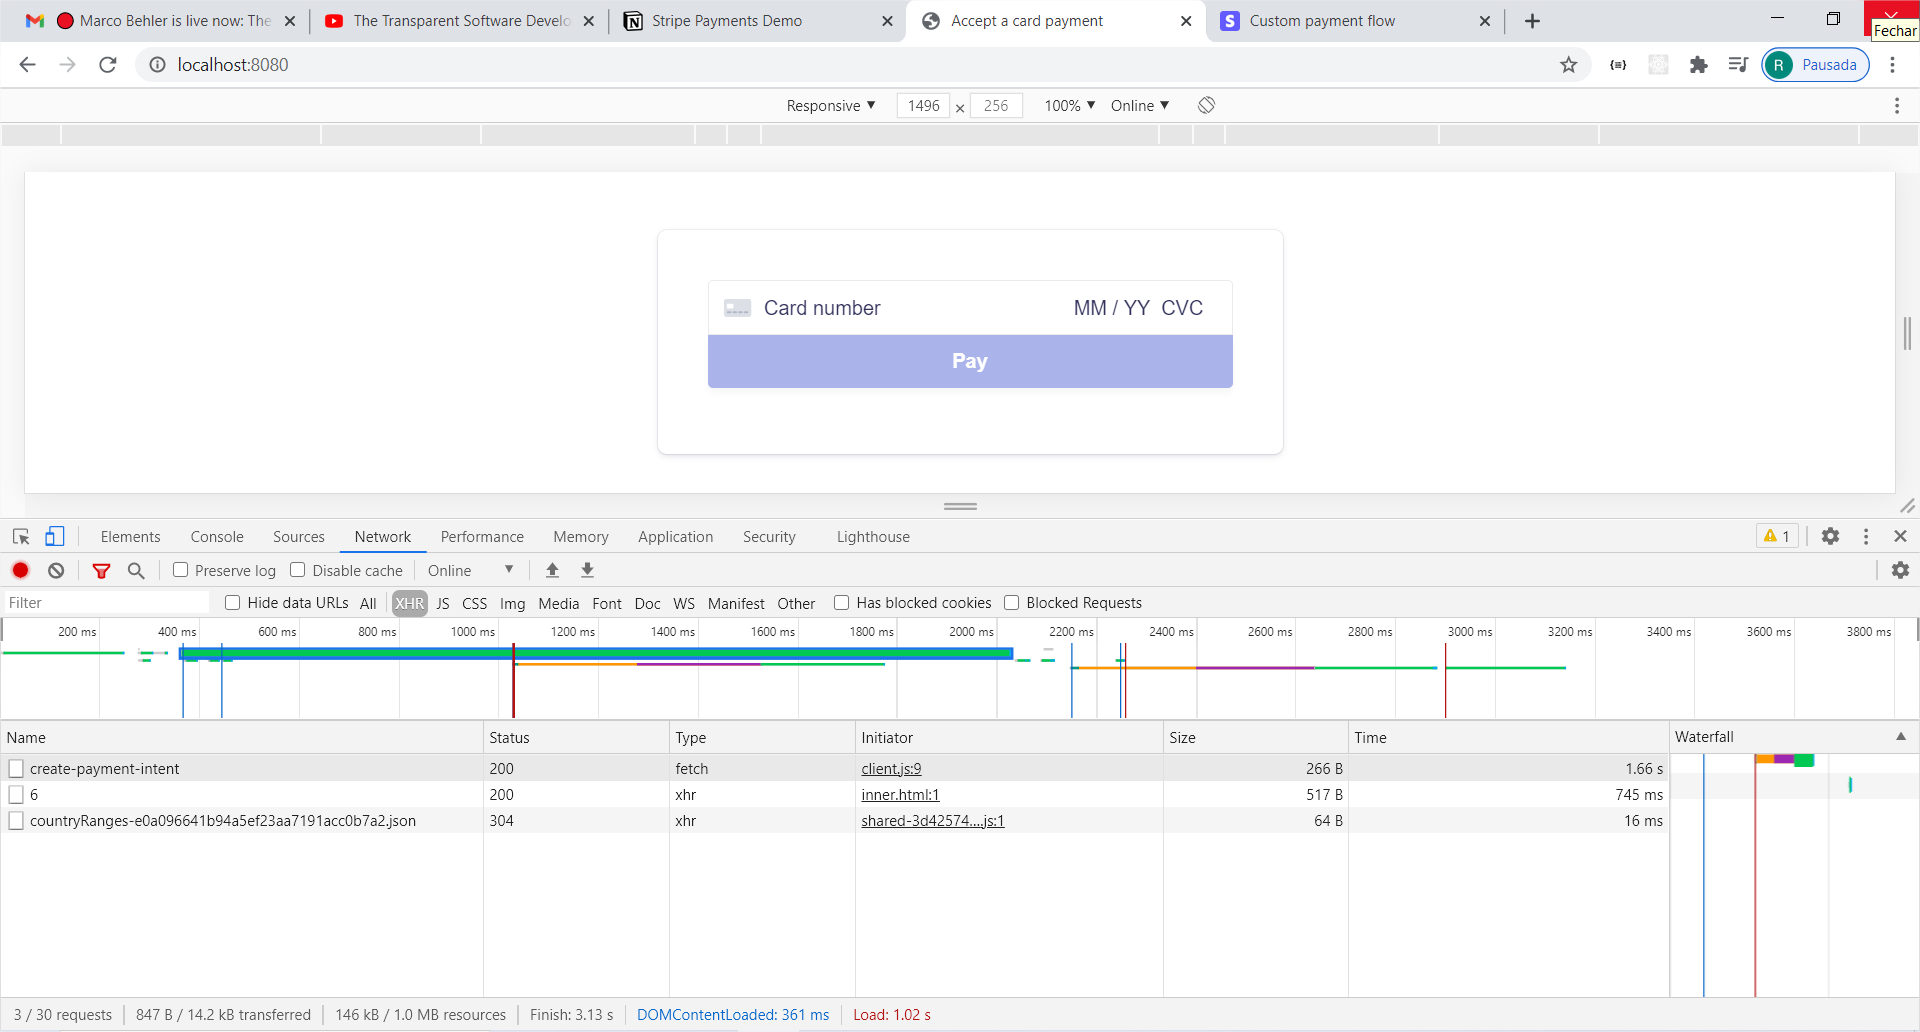 Marco Behler is live now: The
The Transparent Software Develo
Stripe Payments Demo
Accept a card payment
S Custom payment flow
Fechar
localhost:8080
R Pausada
Responsive 1496 x 256 100% Online
Card number MM / YY CVC
Pay
Elements Console Sources Network Performance Memory Application Security Lighthouse 1
Preserve log Disable cache Online
Filter Hide data URLs All XHR JS CSS Img Media Font Doc WS Manifest Other Has blocked cookies Blocked Requests
200 ms 400 ms 600 ms 800 ms 1000 ms 1200 ms 1400 ms 1600 ms 1800 ms 2000 ms 2200 ms 2400 ms 2600 ms 2800 ms 3000 ms 3200 ms 3400 ms 3600 ms 3800 ms
Name Status Type Initiator Size Time Waterfall
create-payment-intent 200 fetch client.js:9 266 B 1.66 s
6 200 xhr inner.html:1 517 B 745 ms
countryRanges-e0a096641b94a5ef23aa7191acc0b7a2.json 304 xhr shared-3d42574....js:1 64 B 16 ms
3 / 30 requests 847 B / 14.2 kB transferred 146 kB / 1.0 MB resources Finish: 3.13 s DOMContentLoaded: 361 ms Load: 1.02 s